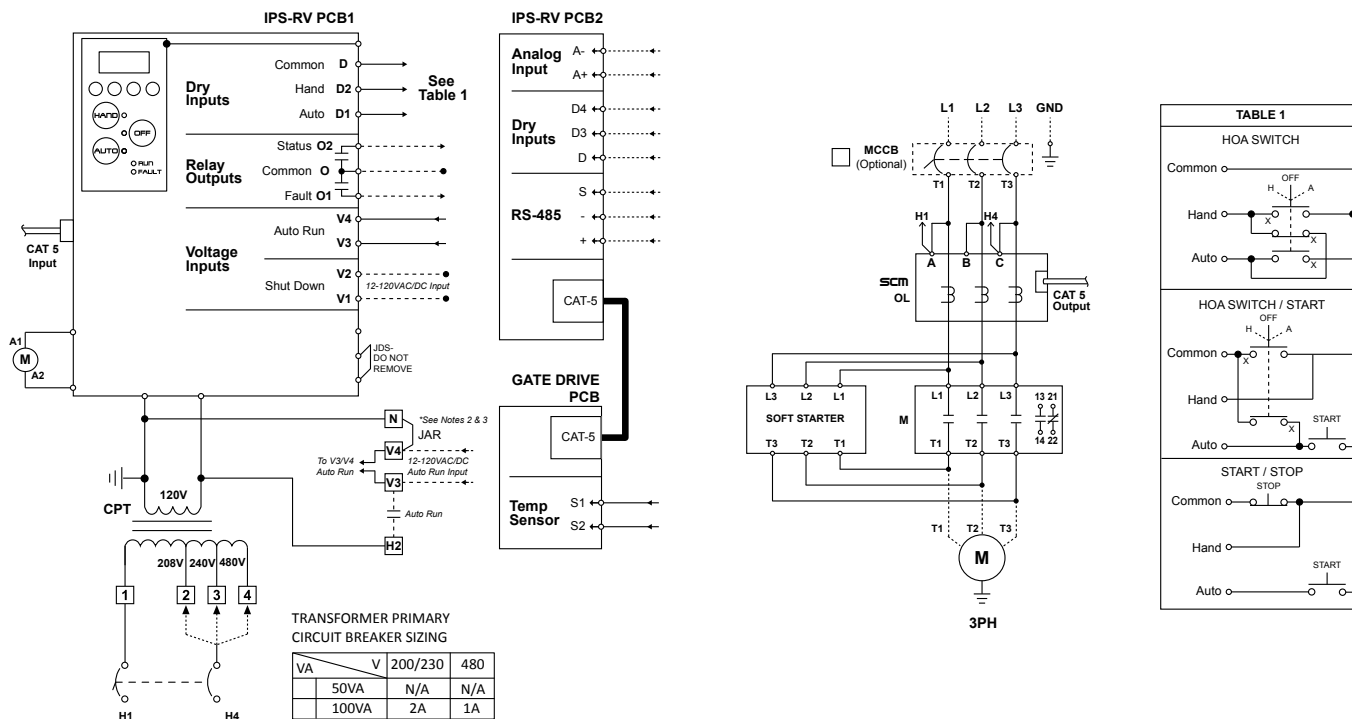 IPS-RV PCB1
HAND
OFF
AUTO
RUN
FAULT
Dry
Inputs
Common D
Hand D2
Auto D1
See
Table 1
Relay
Outputs
Status O2
Common O
Fault O1
Voltage
Inputs
V4
Auto Run
V3
V2
Shut Down
12-120VAC/DC Input
V1
CAT 5
Input
A1
M
A2
JDS-
DO NOT
REMOVE
N
*See Notes 2 & 3
JAR
V4
To V3/V4
Auto Run
12-120VAC/DC
Auto Run Input
V3
Auto Run
H2
120V
CPT
208V 240V 480V
1 2 3 4
H1 H4
TRANSFORMER PRIMARY
CIRCUIT BREAKER SIZING
VA V 200/230 480
50VA N/A N/A
100VA 2A 1A
IPS-RV PCB2
Analog
Input
A-
A+
Dry
Inputs
D4
D3
D
RS-485
S
-
+
CAT-5
GATE DRIVE
PCB
CAT-5
Temp
Sensor
S1
S2
L1 L2 L3 GND
MCCB
(Optional)
T1 T2 T3
H1 H4
A B C
scm
OL
CAT 5
Output
L3 L2 L1
SOFT STARTER
T3 T2 T1
M
L1 L2 L3
13 21
14 22
T1 T2 T3
T1 T2 T3
M
3PH
TABLE 1
HOA SWITCH
Common
OFF
H A
Hand
X
X
Auto
X
HOA SWITCH / START
OFF
H A
Common
X
Hand
START
Auto
X
START / STOP
STOP
Common
Hand
START
Auto